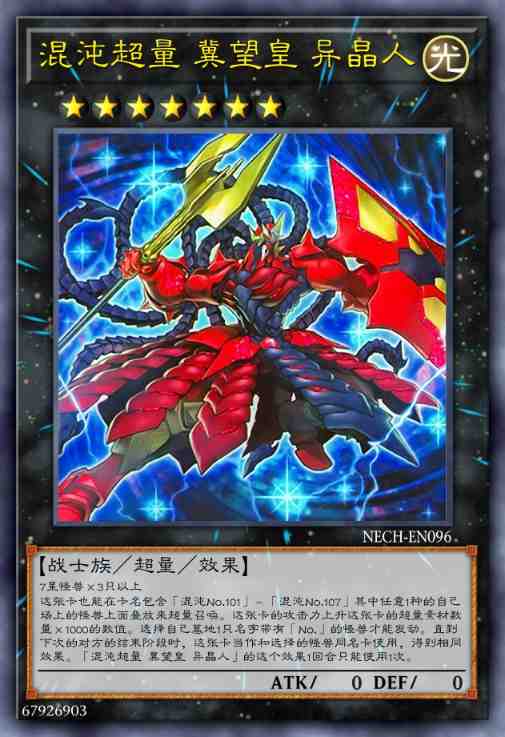 混沌超量 冀望皇 异晶人
光
NECH-EN096
【战士族／超量／效果】
7星怪兽×3只以上
这张卡也能在卡名包含「混沌No.101」~「混沌No.107」其中任意1种的自己
场上的怪兽上面叠放来超量召唤。这张卡的攻击力上升这张卡的超量素材数
量×1000的数值。选择自己墓地1只名字带有「No.」的怪兽才能发动。直到
下次的对方的结束阶段时，这张卡当作和选择的怪兽同名卡使用，得到相同
效果。「混沌超量 冀望皇 异晶人」的这个效果1回合只能使用1次。
ATK/ 0 DEF/ 0
67926903